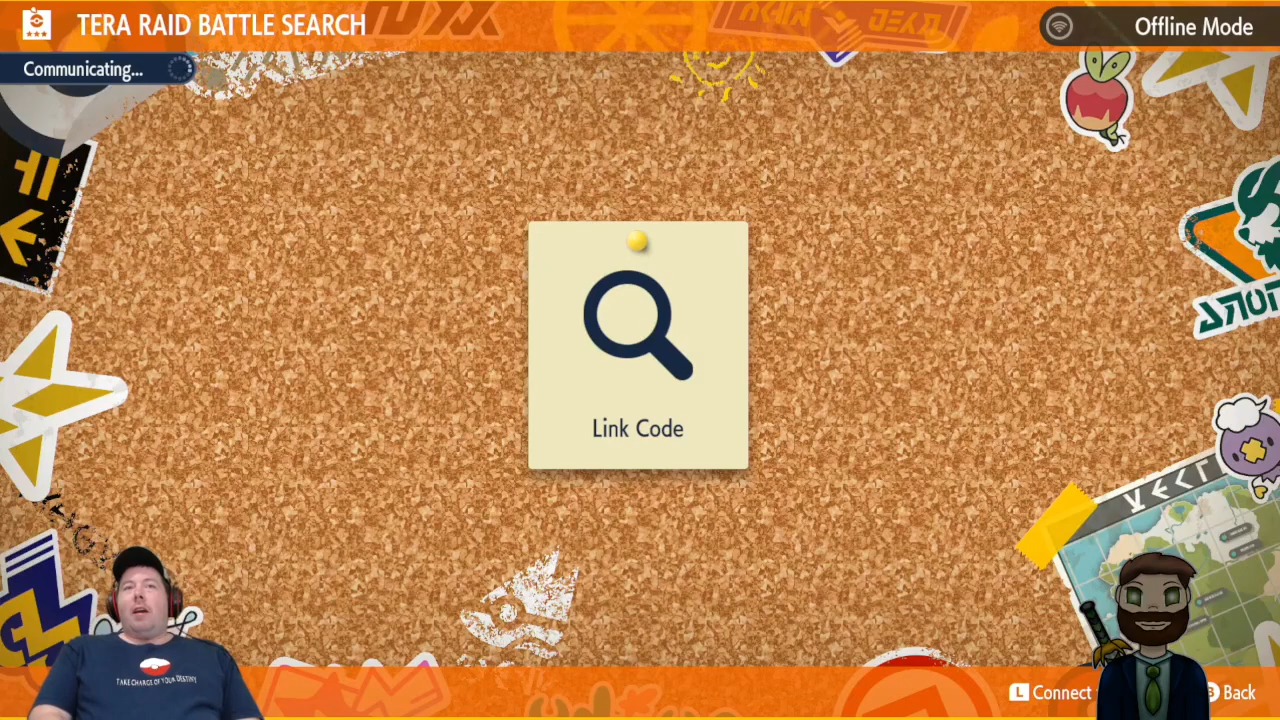 TERA RAID BATTLE SEARCH
Offline Mode
Communicating...
Link Code
TAKE CHARGE OF YOUR DESTINY
L Connect
B Back